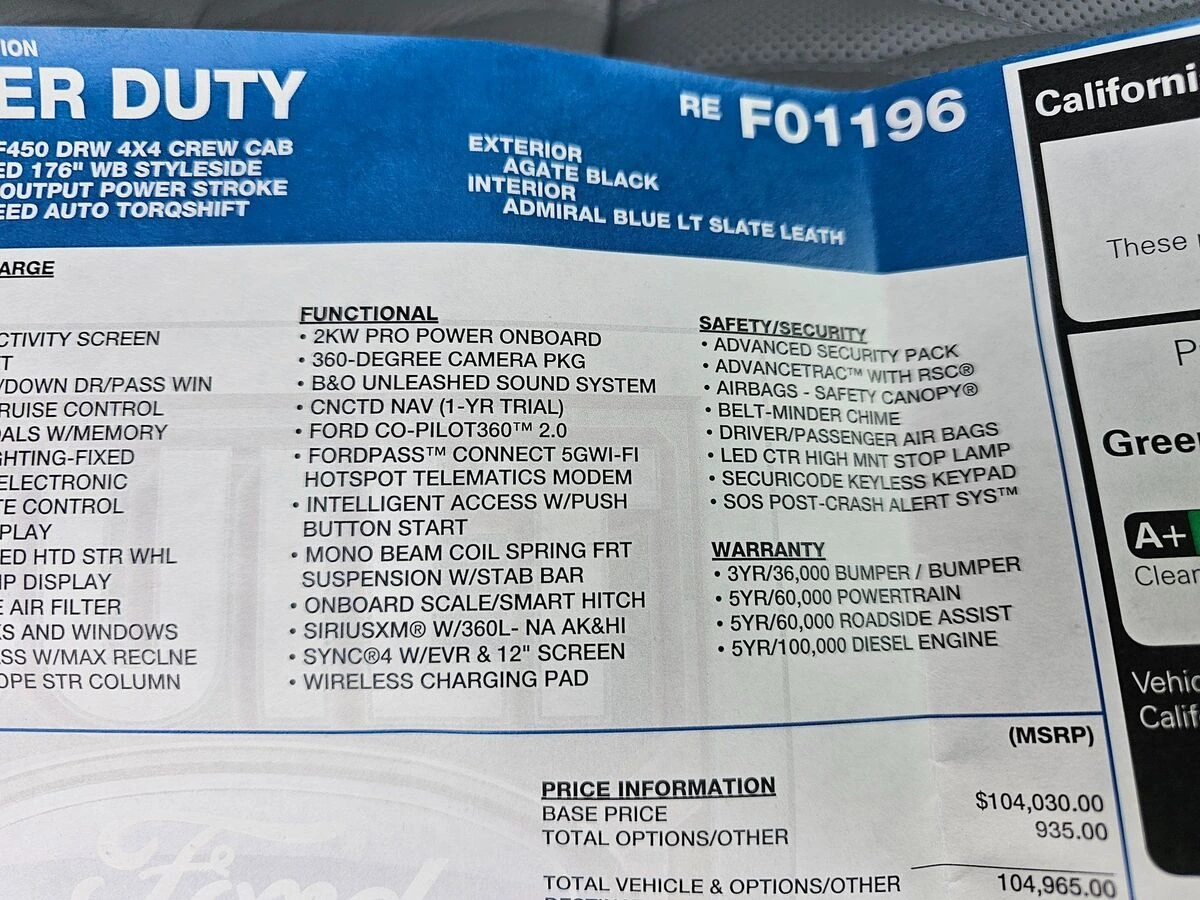 ION
ER DUTY
F450 DRW 4X4 CREW CAB
ED 176" WB STYLESIDE
OUTPUT POWER STROKE
EED AUTO TORQSHIFT
RE F01196
EXTERIOR
AGATE BLACK
INTERIOR
ADMIRAL BLUE LT SLATE LEATH
ARGE
CTIVITY SCREEN
T
/DOWN DR/PASS WIN
RUISE CONTROL
DALS W/MEMORY
GHTING-FIXED
ELECTRONIC
TE CONTROL
PLAY
ED HTD STR WHL
IP DISPLAY
E AIR FILTER
KS AND WINDOWS
ASS W/MAX RECLNE
OPE STR COLUMN
FUNCTIONAL
• 2KW PRO POWER ONBOARD
• 360-DEGREE CAMERA PKG
• B&O UNLEASHED SOUND SYSTEM
• CNCTD NAV (1-YR TRIAL)
• FORD CO-PILOT360™ 2.0
• FORDPASS™ CONNECT 5GWI-FI
HOTSPOT TELEMATICS MODEM
• INTELLIGENT ACCESS W/PUSH
BUTTON START
• MONO BEAM COIL SPRING FRT
SUSPENSION W/STAB BAR
• ONBOARD SCALE/SMART HITCH
• SIRIUSXM® W/360L- NA AK&HI
• SYNC®4 W/EVR & 12" SCREEN
• WIRELESS CHARGING PAD
SAFETY/SECURITY
• ADVANCED SECURITY PACK
• ADVANCETRAC™ WITH RSC®
• AIRBAGS - SAFETY CANOPY®
• BELT-MINDER CHIME
• DRIVER/PASSENGER AIR BAGS
• LED CTR HIGH MNT STOP LAMP
• SECURICODE KEYLESS KEYPAD
• SOS POST-CRASH ALERT SYS™
WARRANTY
• 3YR/36,000 BUMPER / BUMPER
• 5YR/60,000 POWERTRAIN
• 5YR/60,000 ROADSIDE ASSIST
• 5YR/100,000 DIESEL ENGINE
(MSRP)
PRICE INFORMATION
BASE PRICE $104,030.00
TOTAL OPTIONS/OTHER 935.00
TOTAL VEHICLE & OPTIONS/OTHER 104,965.00
Ford
Californi
These
P
Gree
A+
Clean
Vehic
Calif